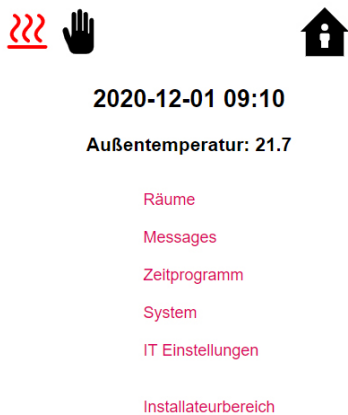 2020-12-01 09:10
Außentemperatur: 21.7
Räume
Messages
Zeitprogramm
System
IT Einstellungen
Installateurbereich